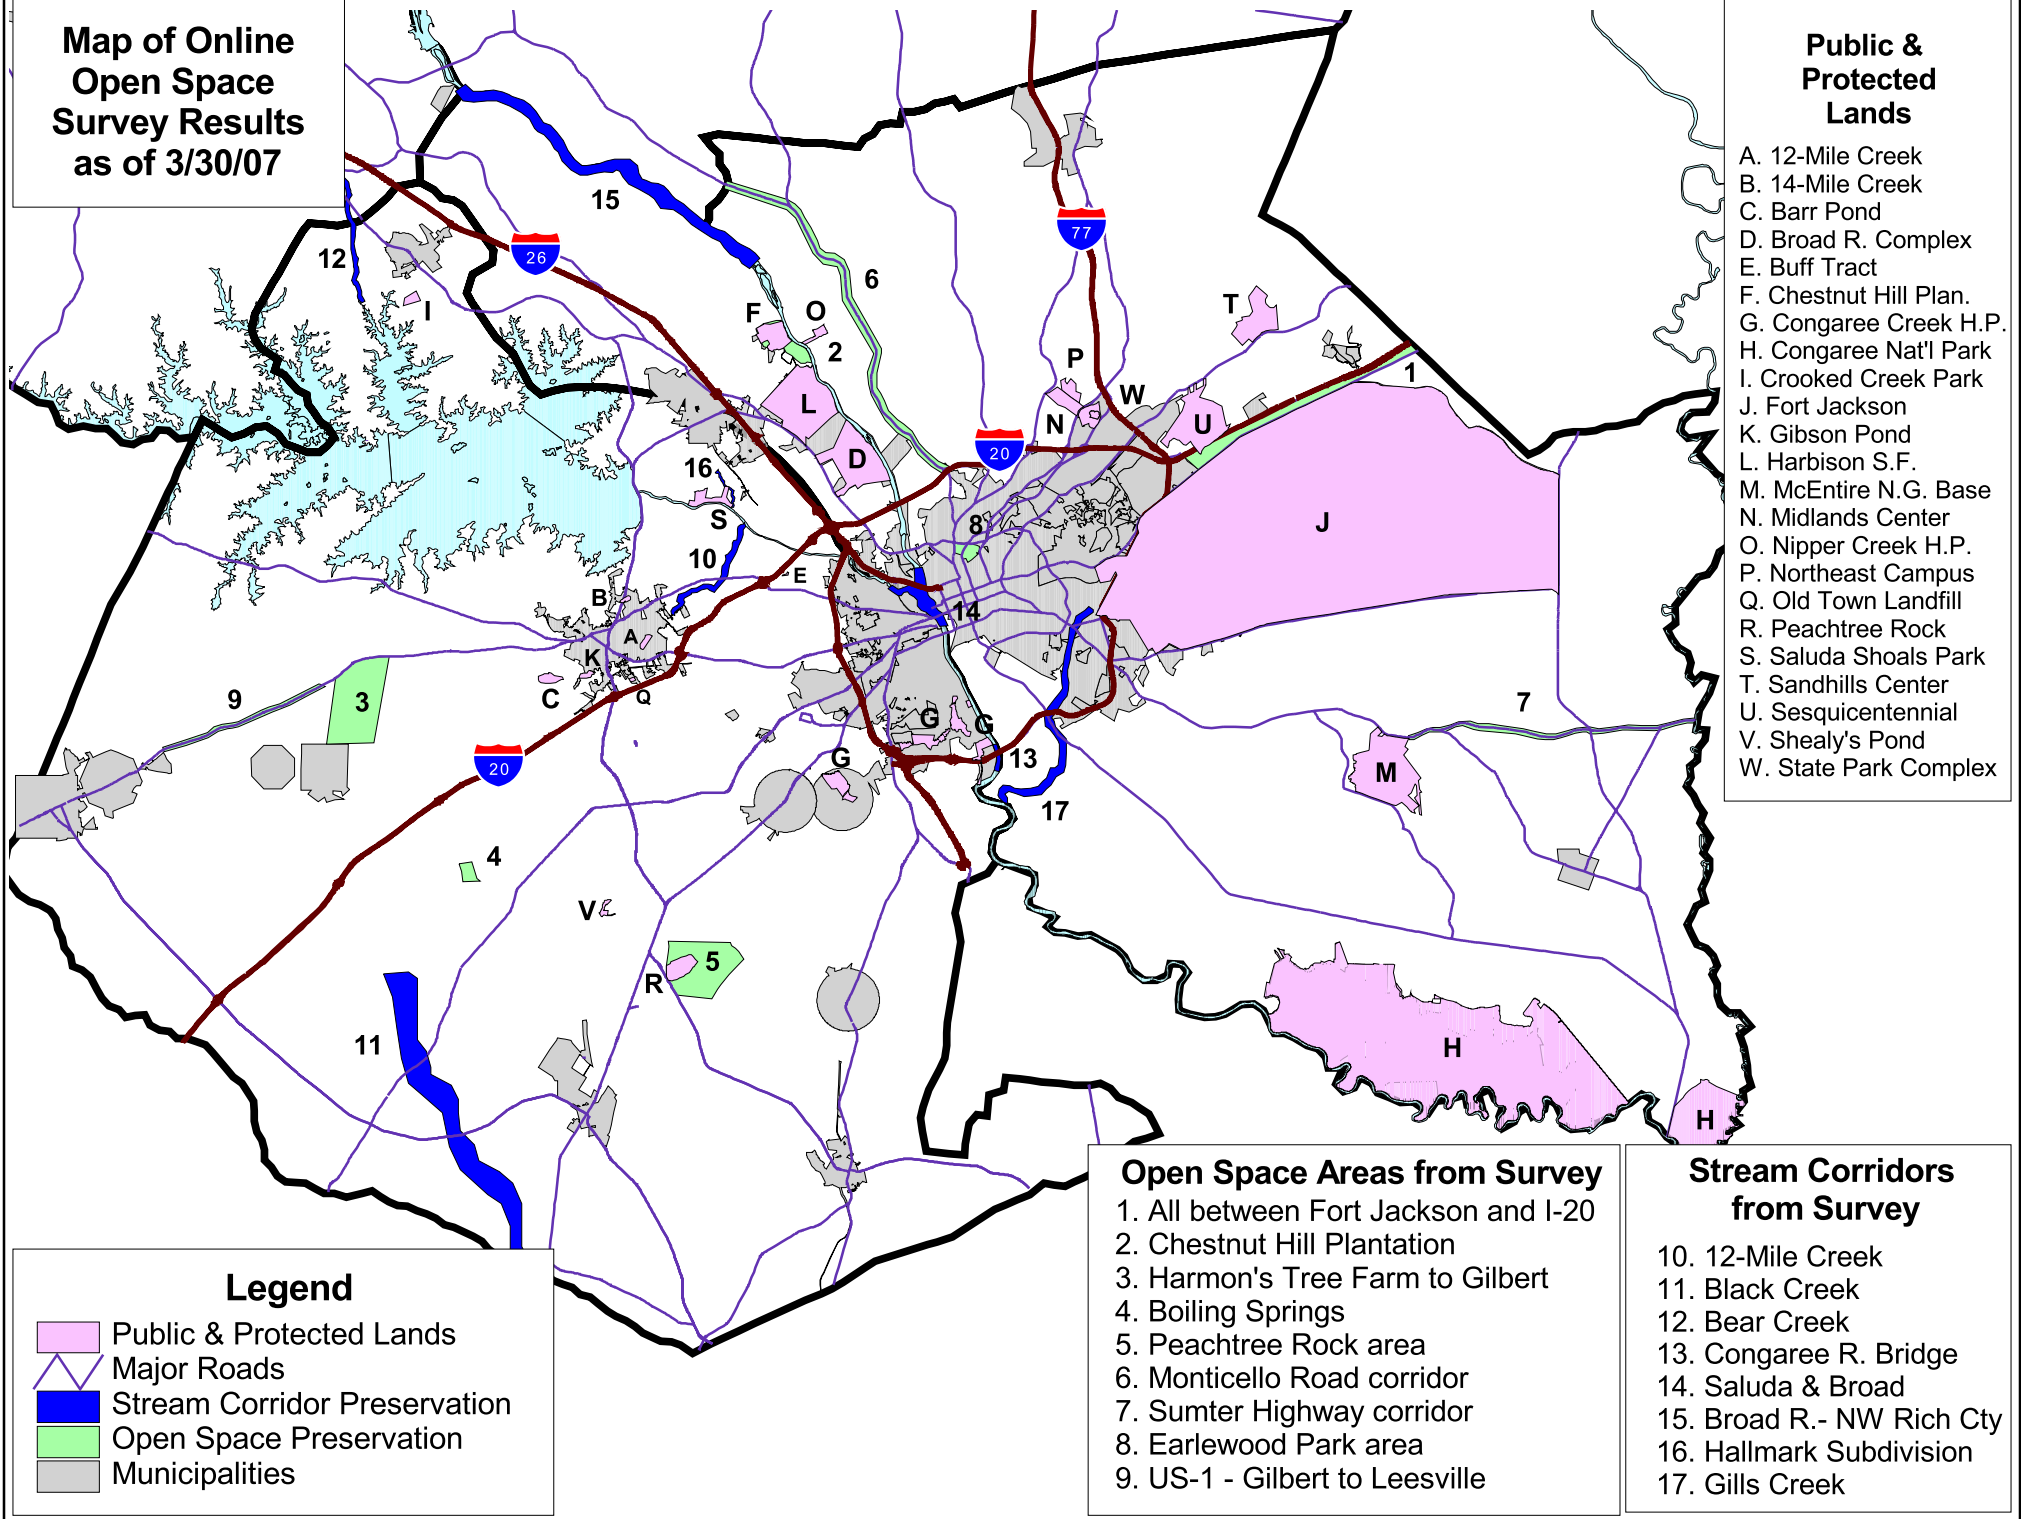 Map of Online
Open Space
Survey Results
as of 3/30/07
Public &
Protected
Lands
A. 12-Mile Creek
B. 14-Mile Creek
C. Barr Pond
D. Broad R. Complex
E. Buff Tract
F. Chestnut Hill Plan.
G. Congaree Creek H.P.
H. Congaree Nat'l Park
I. Crooked Creek Park
J. Fort Jackson
K. Gibson Pond
L. Harbison S.F.
M. McEntire N.G. Base
N. Midlands Center
O. Nipper Creek H.P.
P. Northeast Campus
Q. Old Town Landfill
R. Peachtree Rock
S. Saluda Shoals Park
T. Sandhills Center
U. Sesquicentennial
V. Shealy's Pond
W. State Park Complex
15
12
26
77
6
I
F
O
2
T
P
W
1
L
N
U
20
D
16
S
8
J
10
E
B
14
A
K
C
Q
9
3
G
G
7
20
G
13
M
17
4
V
5
R
11
H
H
Open Space Areas from Survey
1. All between Fort Jackson and I-20
2. Chestnut Hill Plantation
3. Harmon's Tree Farm to Gilbert
4. Boiling Springs
5. Peachtree Rock area
6. Monticello Road corridor
7. Sumter Highway corridor
8. Earlewood Park area
9. US-1 - Gilbert to Leesville
Stream Corridors
from Survey
10. 12-Mile Creek
11. Black Creek
12. Bear Creek
13. Congaree R. Bridge
14. Saluda & Broad
15. Broad R.- NW Rich Cty
16. Hallmark Subdivision
17. Gills Creek
Legend
Public & Protected Lands
Major Roads
Stream Corridor Preservation
Open Space Preservation
Municipalities